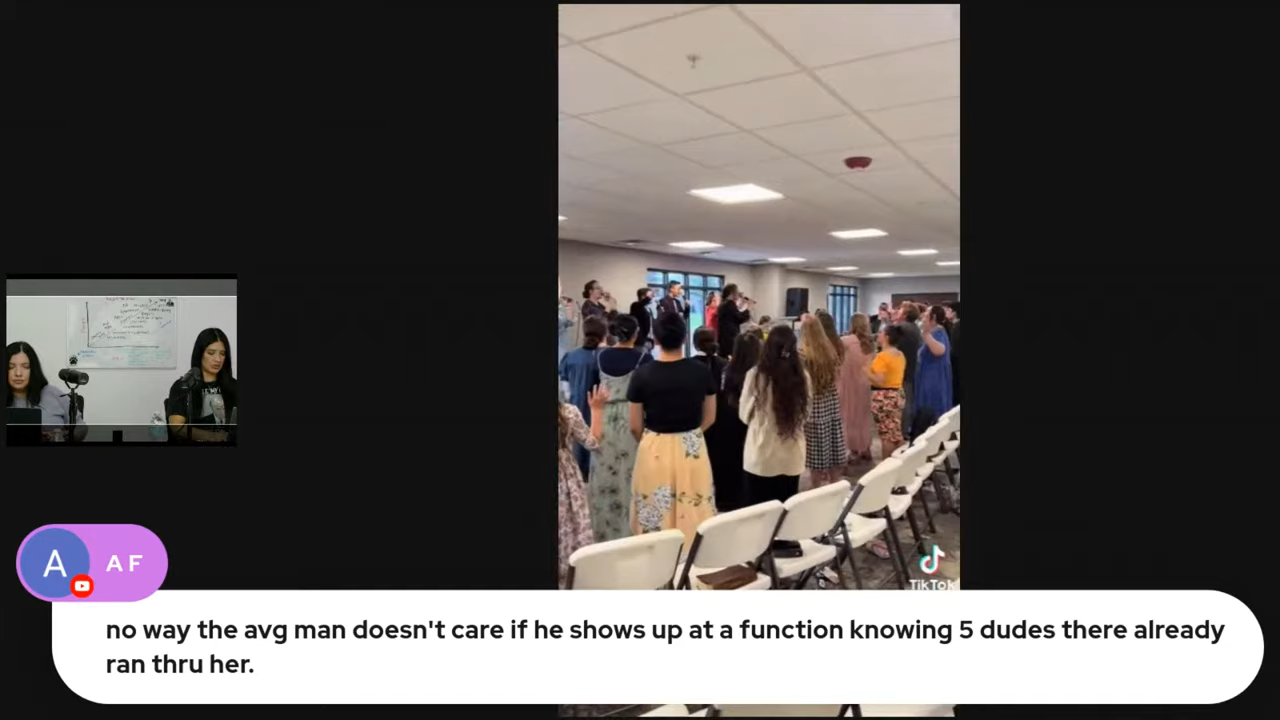 TikTok
A
A F
no way the avg man doesn't care if he shows up at a function knowing 5 dudes there already
ran thru her.